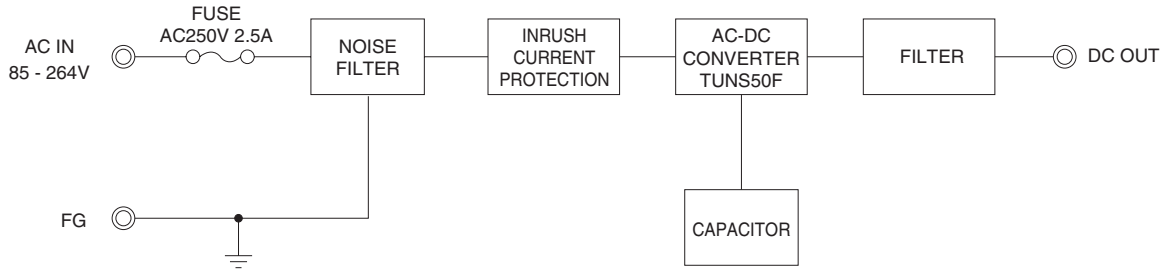 FUSE
AC250V 2.5A
AC IN
85 - 264V
NOISE
FILTER
INRUSH
CURRENT
PROTECTION
AC-DC
CONVERTER
TUNS50F
FILTER
DC OUT
FG
CAPACITOR